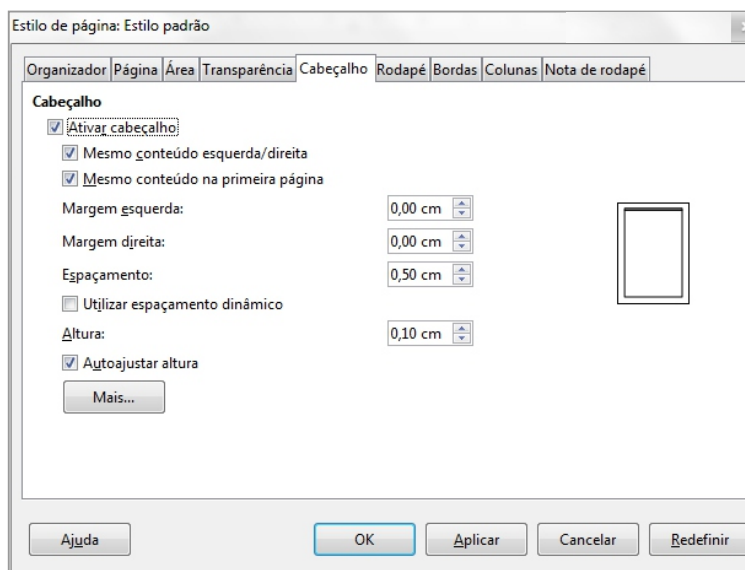 Estilo de página: Estilo padrão
Organizador Página Área Transparência Cabeçalho Rodapé Bordas Colunas Nota de rodapé
Cabeçalho
Ativar cabeçalho
Mesmo conteúdo esquerda/direita
Mesmo conteúdo na primeira página
Margem esquerda: 0,00 cm
Margem direita: 0,00 cm
Espaçamento: 0,50 cm
Utilizar espaçamento dinâmico
Altura: 0,10 cm
Autoajustar altura
Mais...
Ajuda OK Aplicar Cancelar Redefinir